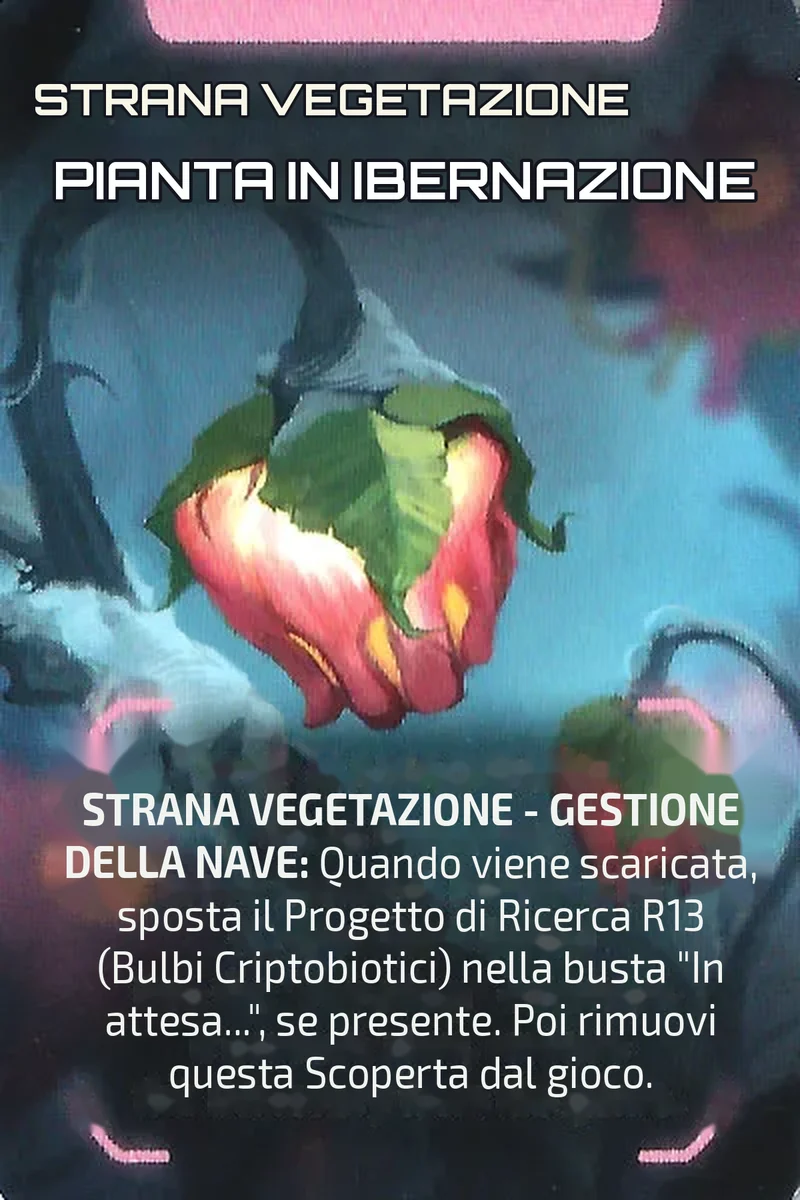 STRANA VEGETAZIONE
PIANTA IN IBERNAZIONE
STRANA VEGETAZIONE - GESTIONE
DELLA NAVE: Quando viene scaricata,
sposta il Progetto di Ricerca R13
(Bulbi Criptobiotici) nella busta "In
attesa...", se presente. Poi rimuovi
questa Scoperta dal gioco.